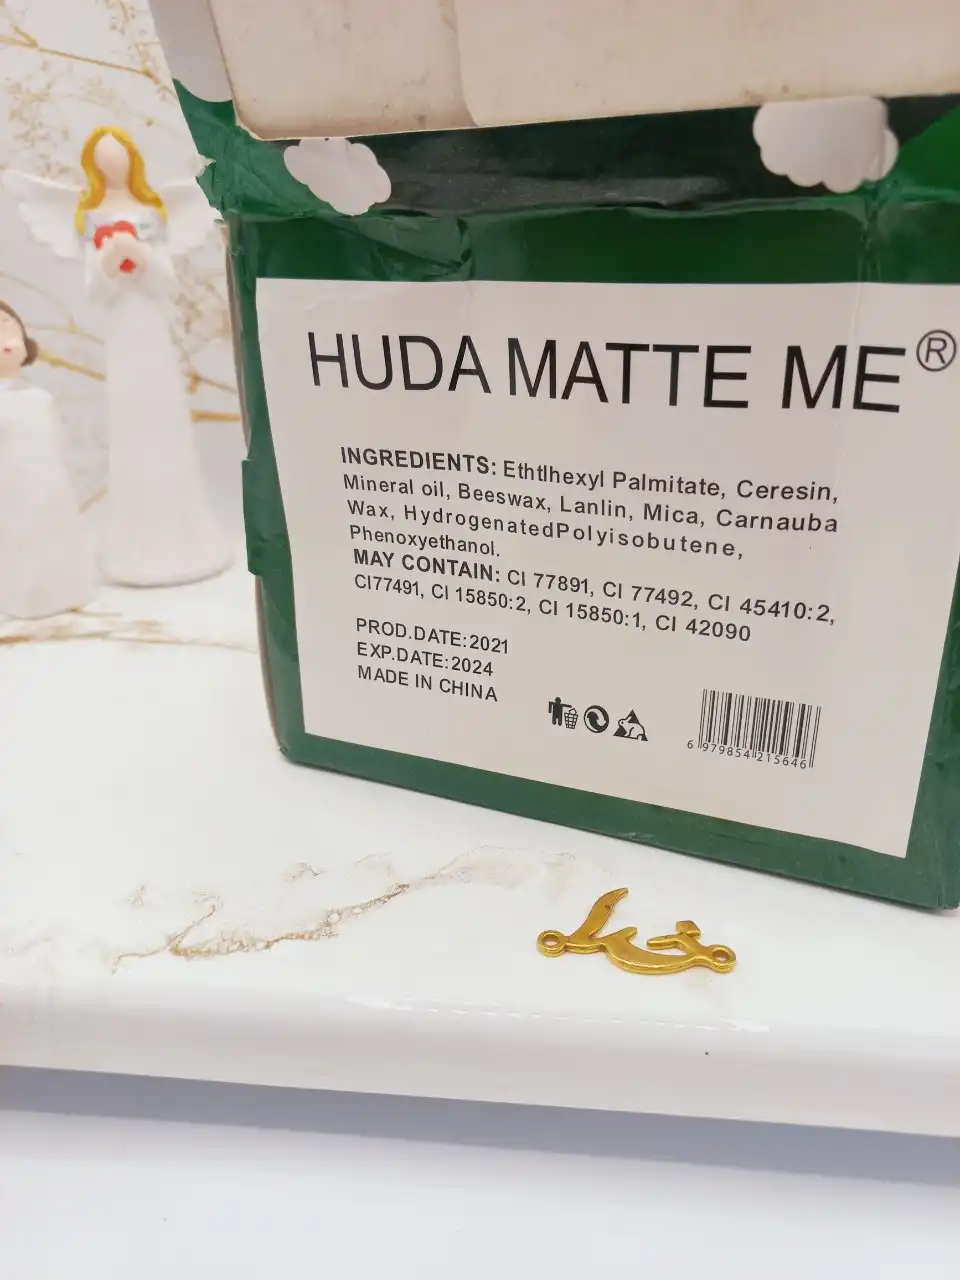 HUDA MATTE ME®
INGREDIENTS: Ethtlhexyl Palmitate, Ceresin,
Mineral oil, Beeswax, Lanlin, Mica, Carnauba
Wax, HydrogenatedPolyisobutene,
Phenoxyethanol.
MAY CONTAIN: CI 77891, CI 77492, CI 45410:2,
CI77491, CI 15850:2, CI 15850:1, CI 42090
PROD.DATE:2021
EXP.DATE:2024
MADE IN CHINA
6 979854 215646